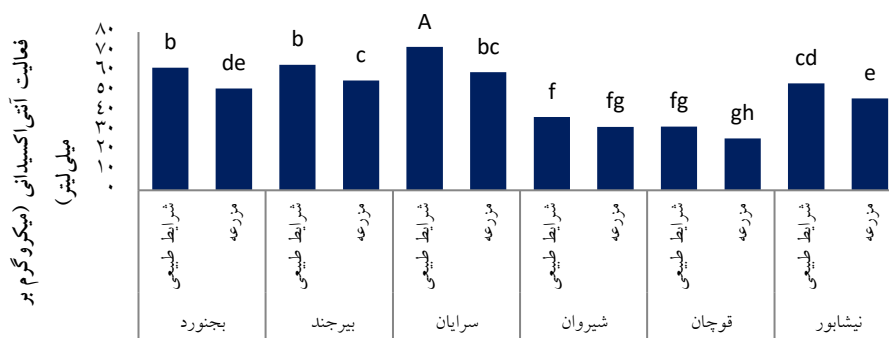 فعالیت آنتی‌اکسیدانی (میکروگرم بر
میلی‌لیتر)
۸۰
۷۰
۶۰
۵۰
۴۰
۳۰
۲۰
۱۰
۰
b de b c A bc f fg fg gh cd e
شرایط طبیعی مزرعه شرایط طبیعی مزرعه شرایط طبیعی مزرعه شرایط طبیعی مزرعه شرایط طبیعی مزرعه شرایط طبیعی مزرعه
بجنورد بیرجند سرایان شیروان قوچان نیشابور